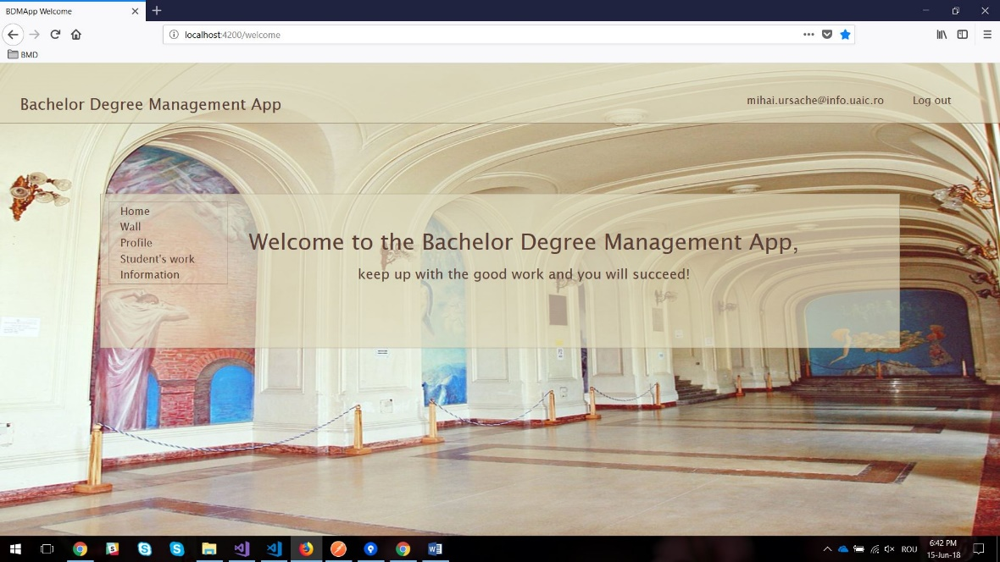 BDMApp Welcome
localhost:4200/welcome
BMD
Bachelor Degree Management App
mihai.ursache@info.uaic.ro
Log out
Home
Wall
Profile
Student's work
Information
Welcome to the Bachelor Degree Management App,
keep up with the good work and you will succeed!
ROU
6:42 PM
15-Jun-18